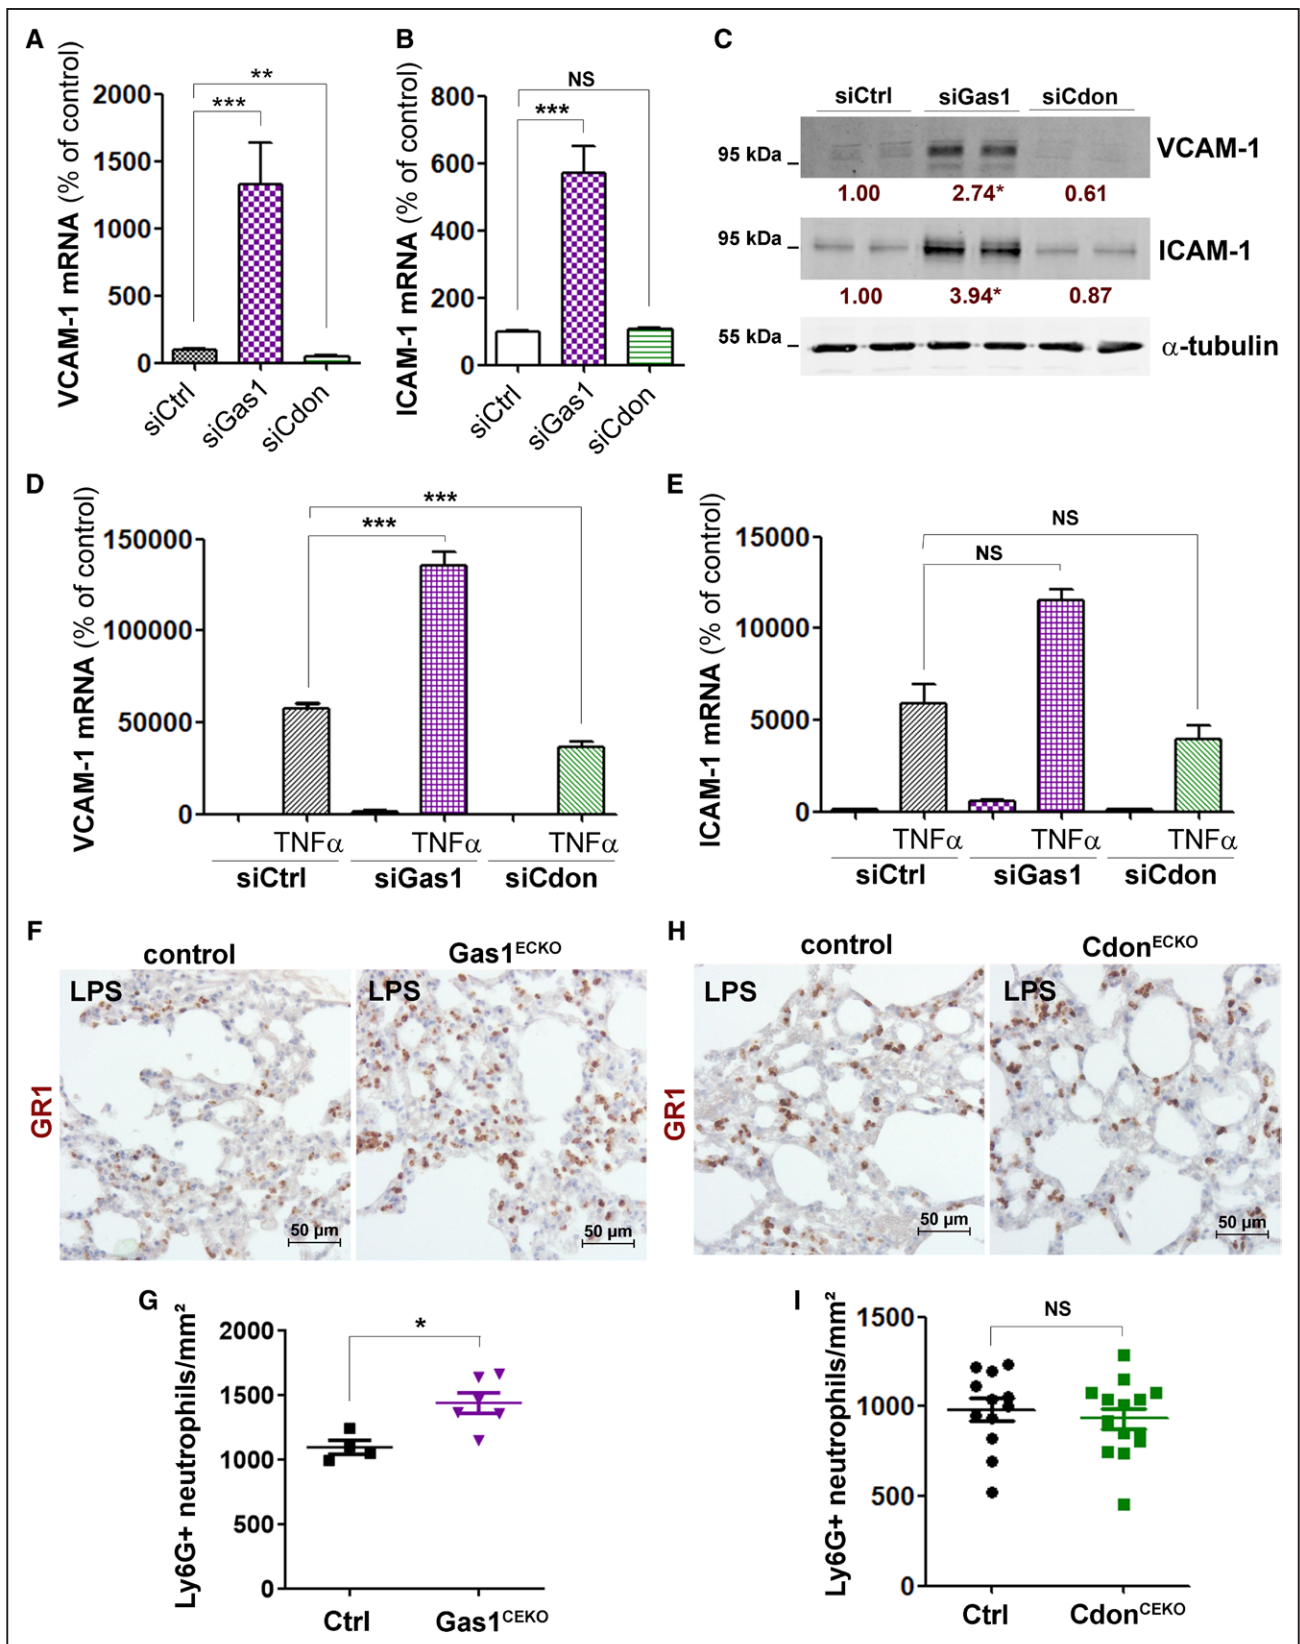 A
VCAM-1 mRNA (% of control)
2000
1500
1000
500
0
**
***
siCtrl
siGas1
siCdon
B
ICAM-1 mRNA (% of control)
800
600
400
200
0
NS
***
siCtrl
siGas1
siCdon
C
siCtrl siGas1 siCdon
95 kDa VCAM-1
1.00 2.74* 0.61
95 kDa ICAM-1
1.00 3.94* 0.87
55 kDa α-tubulin
D
VCAM-1 mRNA (% of control)
150000
100000
50000
0
***
***
TNFα TNFα TNFα
siCtrl siGas1 siCdon
E
ICAM-1 mRNA (% of control)
15000
10000
5000
0
NS
NS
TNFα TNFα TNFα
siCtrl siGas1 siCdon
F
control Gas1ᴱᶜᴷᴼ
LPS LPS
GR1
50 µm 50 µm
H
control Cdonᴱᶜᴷᴼ
LPS LPS
GR1
50 µm 50 µm
G
Ly6G+ neutrophils/mm²
2000
1500
1000
500
0
*
Ctrl Gas1ᶜᴱᴷᴼ
I
Ly6G+ neutrophils/mm²
1500
1000
500
0
NS
Ctrl Cdonᶜᴱᴷᴼ